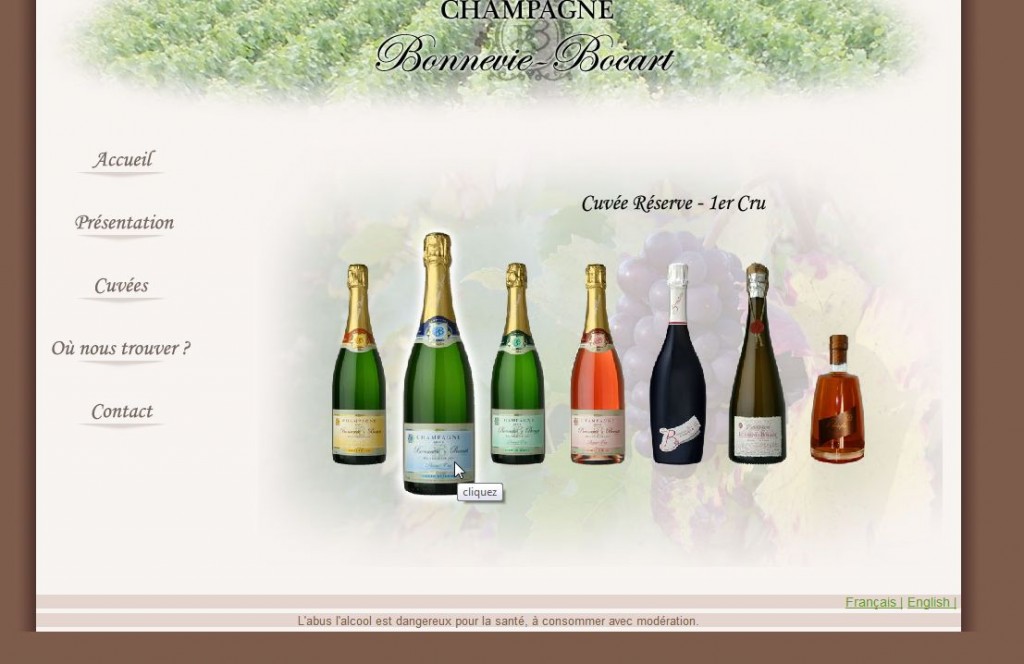 CHAMPAGNE
Bonnevie-Bocart
Accueil
Cuvée Réserve - 1er Cru
Présentation
Cuvées
Où nous trouver ?
Contact
CHAMPAGNE
cliquez
Français | English |
L'abus l'alcool est dangereux pour la santé, à consommer avec modération.